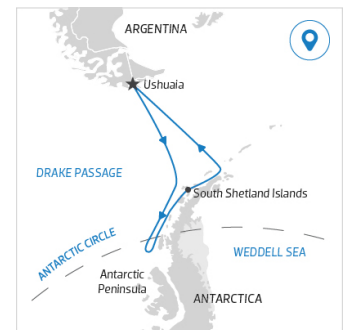 ARGENTINA
Ushuaia
DRAKE PASSAGE
South Shetland Islands
ANTARCTIC CIRCLE
WEDDELL SEA
Antarctic
Peninsula
ANTARCTICA